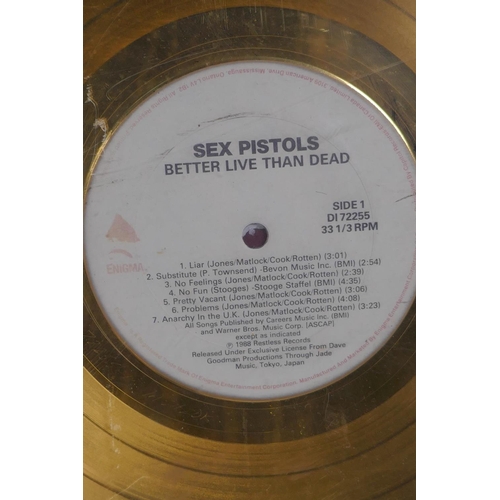 SEX PISTOLS
BETTER LIVE THAN DEAD
SIDE 1
DI 72255
33 1/3 RPM
ENIGMA
1. Liar (Jones/Matlock/Cook/Rotten) (3:01)
2. Substitute (P. Townsend) -Bevon Music Inc. (BMI) (2:54)
3. No Feelings (Jones/Matlock/Cook/Rotten) (2:39)
4. No Fun (Stooges) -Stooge Staffel (BMI)
5. Pretty Vacant (Jones/Matlock/Cook/Rotten) (3:06)
6. Problems (Jones/Matlock/Cook/Rotten) (4:08)
7. Anarchy In the U.K. (Jones/Matlock/Cook/Rotten) (3:23)
All Songs Published by Careers Music Inc. (BMI)
and Warner Bros. Music Corp. [ASCAP]
except as indicated
Ⓟ 1988 Restless Records
Released Under Exclusive License From Dave
Goodman Productions Through Jade
Music, Tokyo, Japan